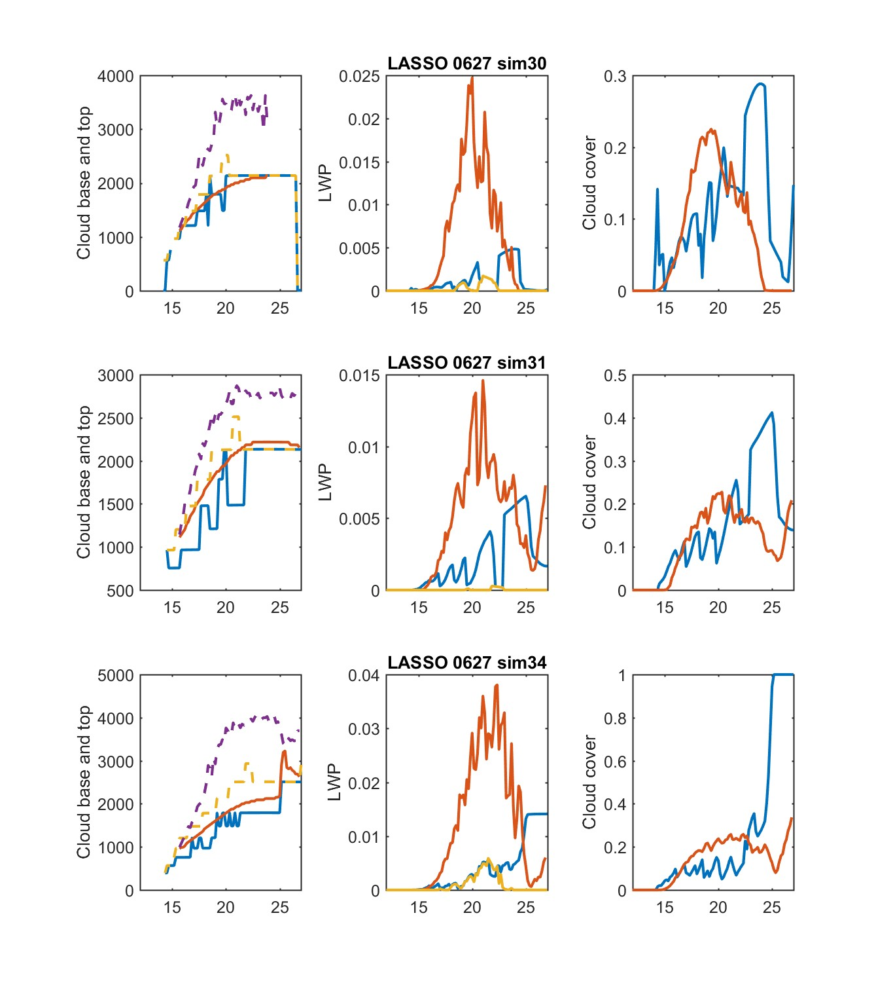 LASSO 0627 sim30
Cloud base and top
4000
3000
2000
1000
0
15 20 25
LWP
0.025
0.02
0.015
0.01
0.005
0
15 20 25
Cloud cover
0.3
0.2
0.1
0
15 20 25
LASSO 0627 sim31
Cloud base and top
3000
2500
2000
1500
1000
500
15 20 25
LWP
0.015
0.01
0.005
0
15 20 25
Cloud cover
0.5
0.4
0.3
0.2
0.1
0
15 20 25
LASSO 0627 sim34
Cloud base and top
5000
4000
3000
2000
1000
0
15 20 25
LWP
0.04
0.03
0.02
0.01
0
15 20 25
Cloud cover
1
0.8
0.6
0.4
0.2
0
15 20 25